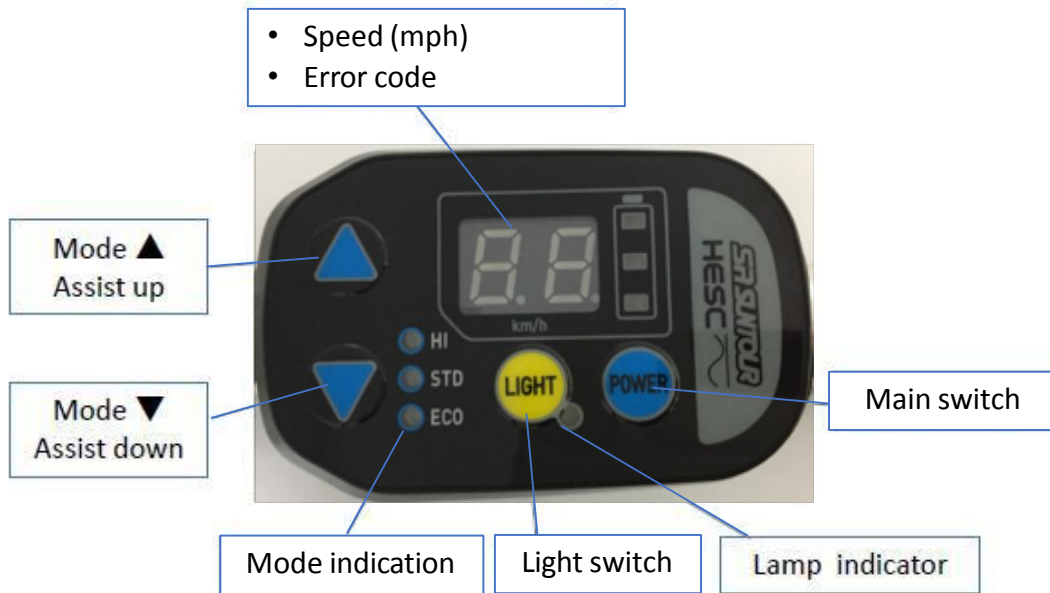 • Speed (mph)
• Error code
Mode ▲
Assist up
Mode ▼
Assist down
km/h
HI
STD
ECO
LIGHT
POWER
SR SUNTOUR
HESC
Main switch
Mode indication
Light switch
Lamp indicator